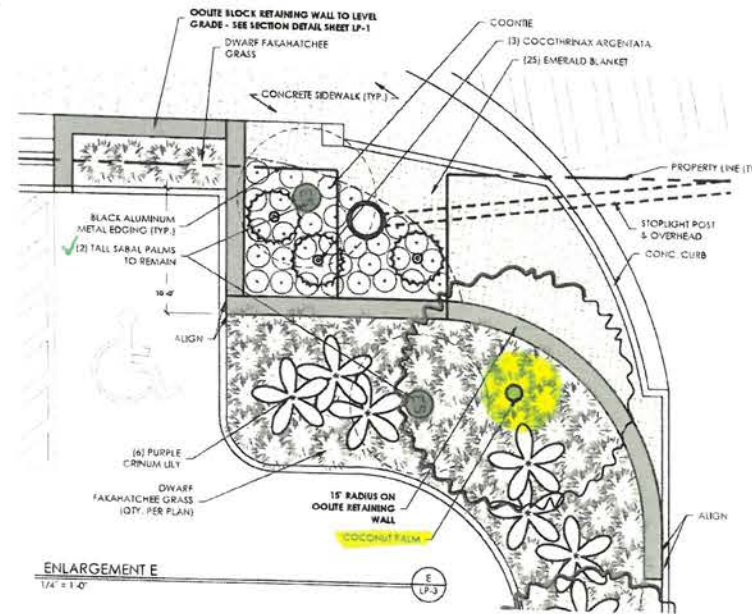 OOLITE BLOCK RETAINING WALL TO LEVEL
GRADE - SEE SECTION DETAIL SHEET LP-1
DWARF FAKAHATCHEE
GRASS
COONTIE
(3) COCOTHRINAX ARGENTATA
(25) EMERALD BLANKET
CONCRETE SIDEWALK (TYP.)
PROPERTY LINE
STOPLIGHT POST
& OVERHEAD
CONC. CURB
BLACK ALUMINUM
METAL EDGING (TYP.)
(2) TALL SABAL PALMS
TO REMAIN
ALIGN
(6) PURPLE
CRINUM LILY
DWARF
FAKAHATCHEE GRASS
(QTY. PER PLAN)
15' RADIUS ON
OOLITE RETAINING
WALL
COCONUT PALM
ALIGN
ENLARGEMENT E
1/4" = 1'-0"
E
LP-3